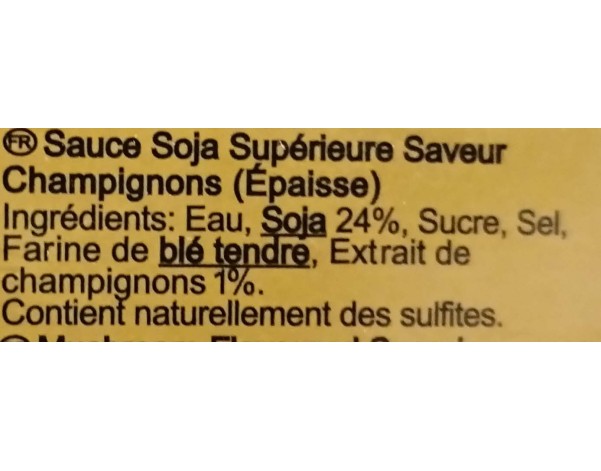 FR Sauce Soja Supérieure Saveur
Champignons (Épaisse)
Ingrédients: Eau, Soja 24%, Sucre, Sel,
Farine de blé tendre, Extrait de
champignons 1%.
Contient naturellement des sulfites.